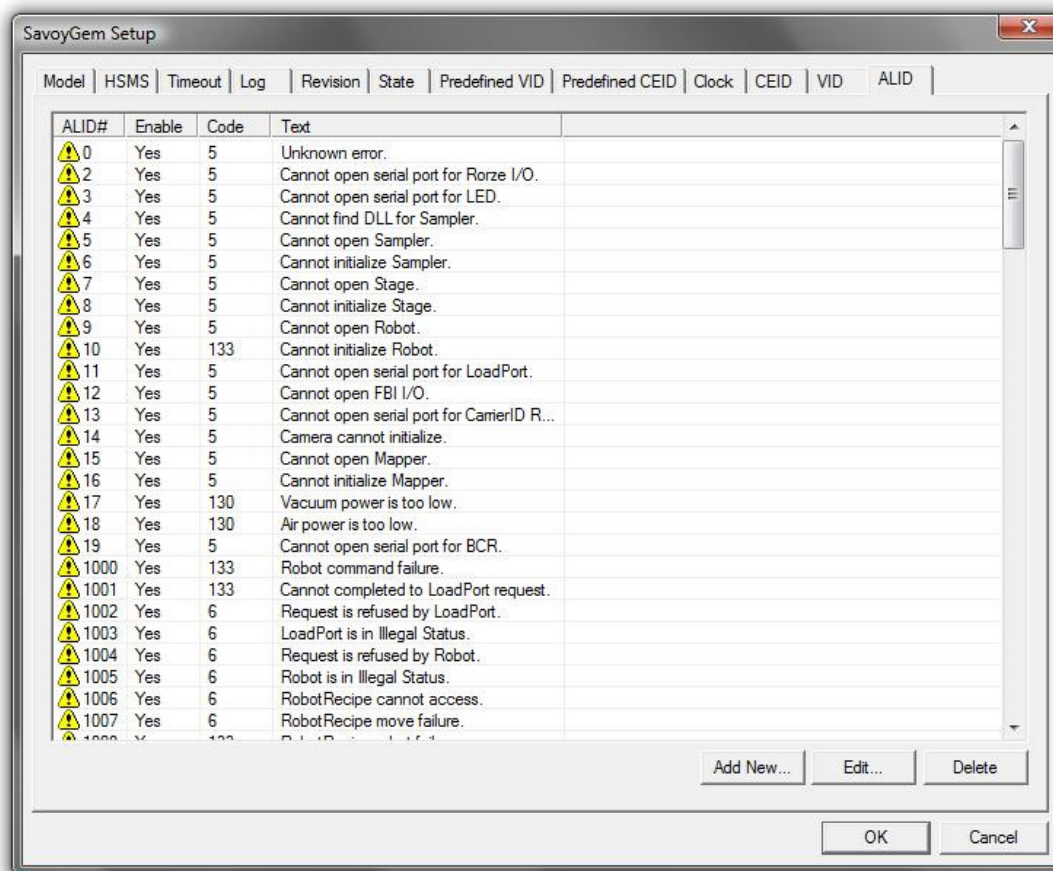 SavoyGem Setup
Model HSMS Timeout Log Revision State Predefined VID Predefined CEID Clock CEID VID ALID
ALID# Enable Code Text
0 Yes 5 Unknown error.
2 Yes 5 Cannot open serial port for Rorze I/O.
3 Yes 5 Cannot open serial port for LED.
4 Yes 5 Cannot find DLL for Sampler.
5 Yes 5 Cannot open Sampler.
6 Yes 5 Cannot initialize Sampler.
7 Yes 5 Cannot open Stage.
8 Yes 5 Cannot initialize Stage.
9 Yes 5 Cannot open Robot.
10 Yes 133 Cannot initialize Robot.
11 Yes 5 Cannot open serial port for LoadPort.
12 Yes 5 Cannot open FBI I/O.
13 Yes 5 Cannot open serial port for CarrierID R...
14 Yes 5 Camera cannot initialize.
15 Yes 5 Cannot open Mapper.
16 Yes 5 Cannot initialize Mapper.
17 Yes 130 Vacuum power is too low.
18 Yes 130 Air power is too low.
19 Yes 5 Cannot open serial port for BCR.
1000 Yes 133 Robot command failure.
1001 Yes 133 Cannot completed to LoadPort request.
1002 Yes 6 Request is refused by LoadPort.
1003 Yes 6 LoadPort is in Illegal Status.
1004 Yes 6 Request is refused by Robot.
1005 Yes 6 Robot is in Illegal Status.
1006 Yes 6 RobotRecipe cannot access.
1007 Yes 6 RobotRecipe move failure.
Add New... Edit... Delete
OK Cancel